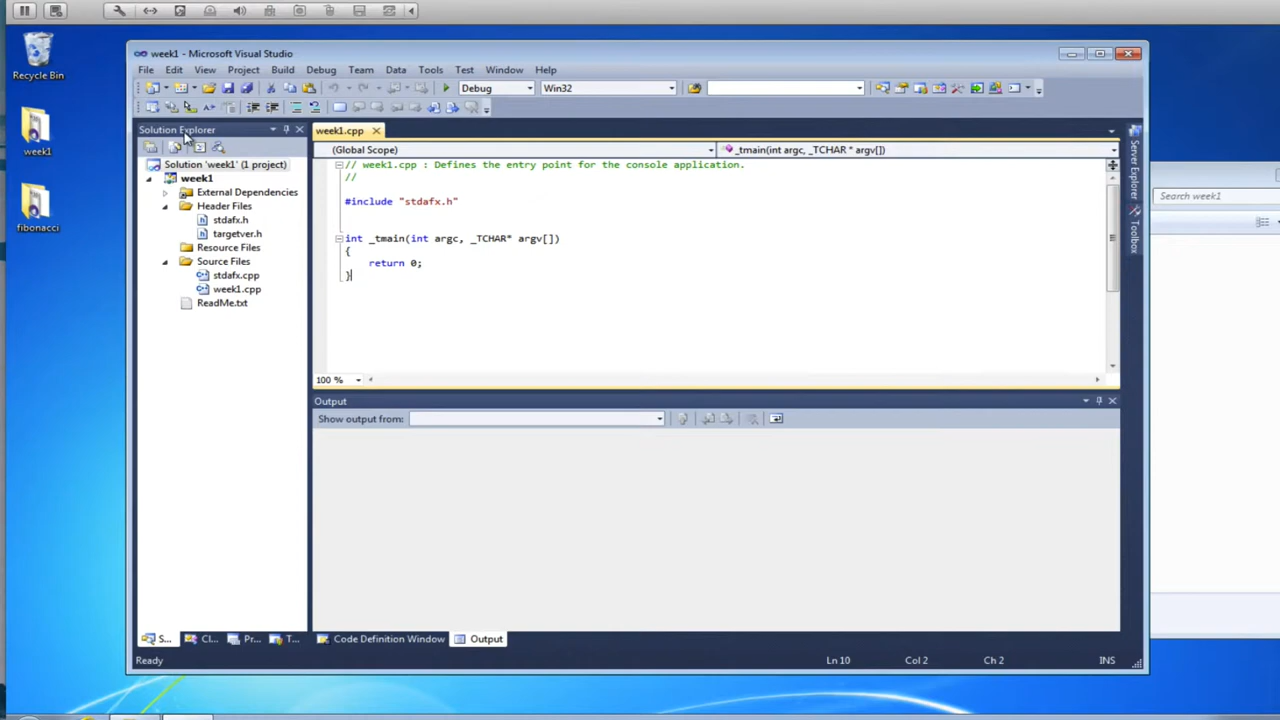 Recycle Bin
week1
fibonacci
week1 - Microsoft Visual Studio
File Edit View Project Build Debug Team Data Tools Test Window Help
Debug
Win32
Solution Explorer
Solution 'week1' (1 project)
week1
External Dependencies
Header Files
stdafx.h
targetver.h
Resource Files
Source Files
stdafx.cpp
week1.cpp
ReadMe.txt
S... Cl... Pr... T...
week1.cpp
(Global Scope)
_tmain(int argc, _TCHAR * argv[])
// week1.cpp : Defines the entry point for the console application.
//
#include "stdafx.h"
int _tmain(int argc, _TCHAR* argv[])
{
return 0;
}
100 %
Output
Show output from:
Code Definition Window
Output
Server Explorer
Toolbox
Search week1
Ready
Ln 10
Col 2
Ch 2
INS